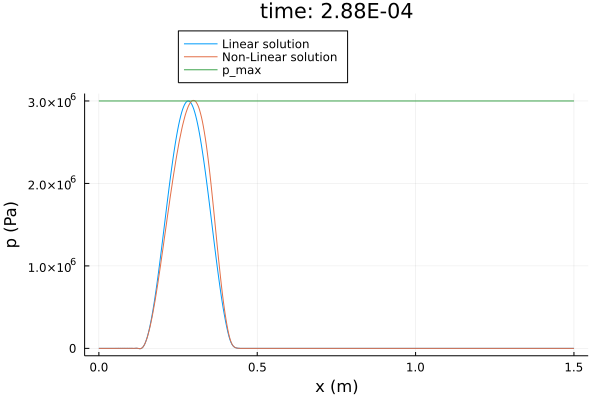 time: 2.88E-04
Linear solution
Non-Linear solution
p_max
3.0×10⁶
2.0×10⁶
1.0×10⁶
0
p (Pa)
0.0 0.5 1.0 1.5
x (m)